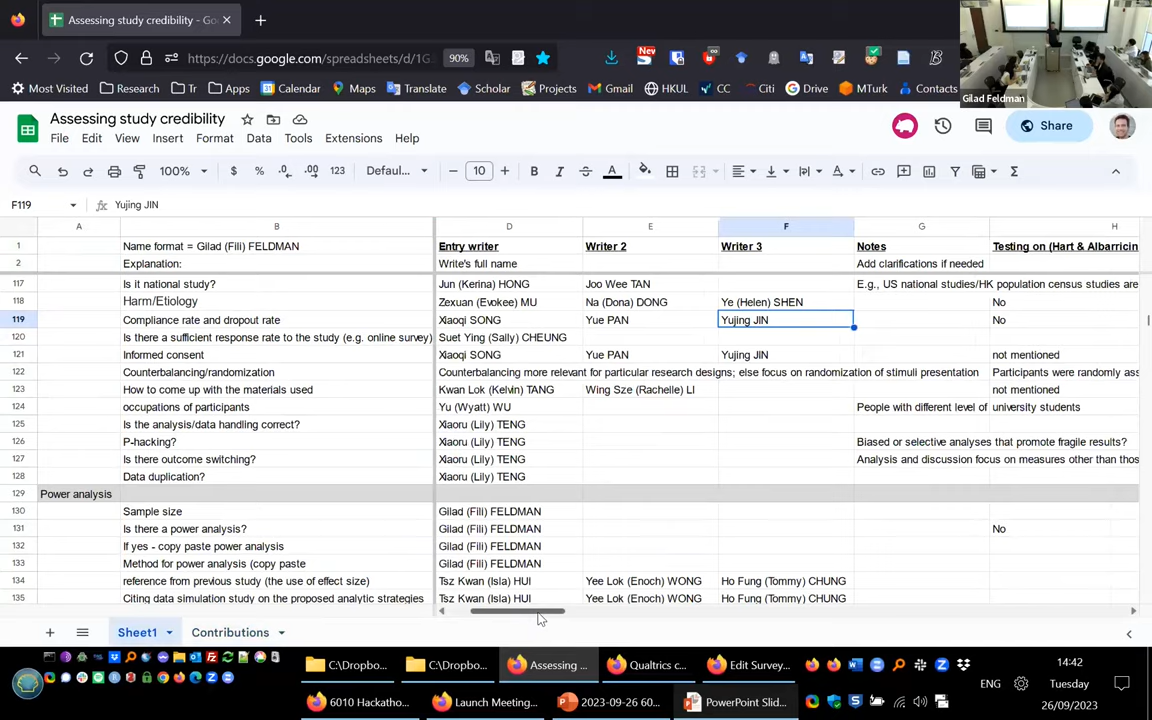 Assessing study credibility - Go
https://docs.google.com/spreadsheets/d/1G
90%
New
Most Visited
Research
Tr
Apps
Calendar
Maps
Translate
Scholar
Projects
Gmail
HKUL
CC
Citi
Drive
MTurk
Contacts
Gilad Feldman
Assessing study credibility
Share
File Edit View Insert Format Data Tools Extensions Help
100% $ % .0 .00 123 Defaul... 10 B I A
F119 fx Yujing JIN
A B D E F G H
1 Name format = Gilad (Fili) FELDMAN Entry writer Writer 2 Writer 3 Notes Testing on (Hart & Albarricin
2 Explanation: Write's full name Add clarifications if needed
117 Is it national study? Jun (Kerina) HONG Joo Wee TAN E.g., US national studies/HK population census studies are
118 Harm/Etiology Zexuan (Evokee) MU Na (Dona) DONG Ye (Helen) SHEN No
119 Compliance rate and dropout rate Xiaoqi SONG Yue PAN Yujing JIN No
120 Is there a sufficient response rate to the study (e.g. online survey) Suet Ying (Sally) CHEUNG
121 Informed consent Xiaoqi SONG Yue PAN Yujing JIN not mentioned
122 Counterbalancing/randomization Counterbalancing more relevant for particular research designs; else focus on randomization of stimuli presentation Participants were randomly ass
123 How to come up with the materials used Kwan Lok (Kelvin) TANG Wing Sze (Rachelle) LI not mentioned
124 occupations of participants Yu (Wyatt) WU People with different level of university students
125 Is the analysis/data handling correct? Xiaoru (Lily) TENG
126 P-hacking? Xiaoru (Lily) TENG Biased or selective analyses that promote fragile results?
127 Is there outcome switching? Xiaoru (Lily) TENG Analysis and discussion focus on measures other than thos
128 Data duplication? Xiaoru (Lily) TENG
129 Power analysis
130 Sample size Gilad (Fili) FELDMAN
131 Is there a power analysis? Gilad (Fili) FELDMAN No
132 If yes - copy paste power analysis Gilad (Fili) FELDMAN
133 Method for power analysis (copy paste Gilad (Fili) FELDMAN
134 reference from previous study (the use of effect size) Tsz Kwan (Isla) HUI Yee Lok (Enoch) WONG Ho Fung (Tommy) CHUNG
135 Citing data simulation study on the proposed analytic strategies Tsz Kwan (Isla) HUI Yee Lok (Enoch) WONG Ho Fung (Tommy) CHUNG
Sheet1 Contributions
C:\Dropbo... C:\Dropbo... Assessing ... Qualtrics c... Edit Survey...
6010 Hackatho... Launch Meeting... 2023-09-26 60... PowerPoint Slid...
ENG
14:42
Tuesday
26/09/2023